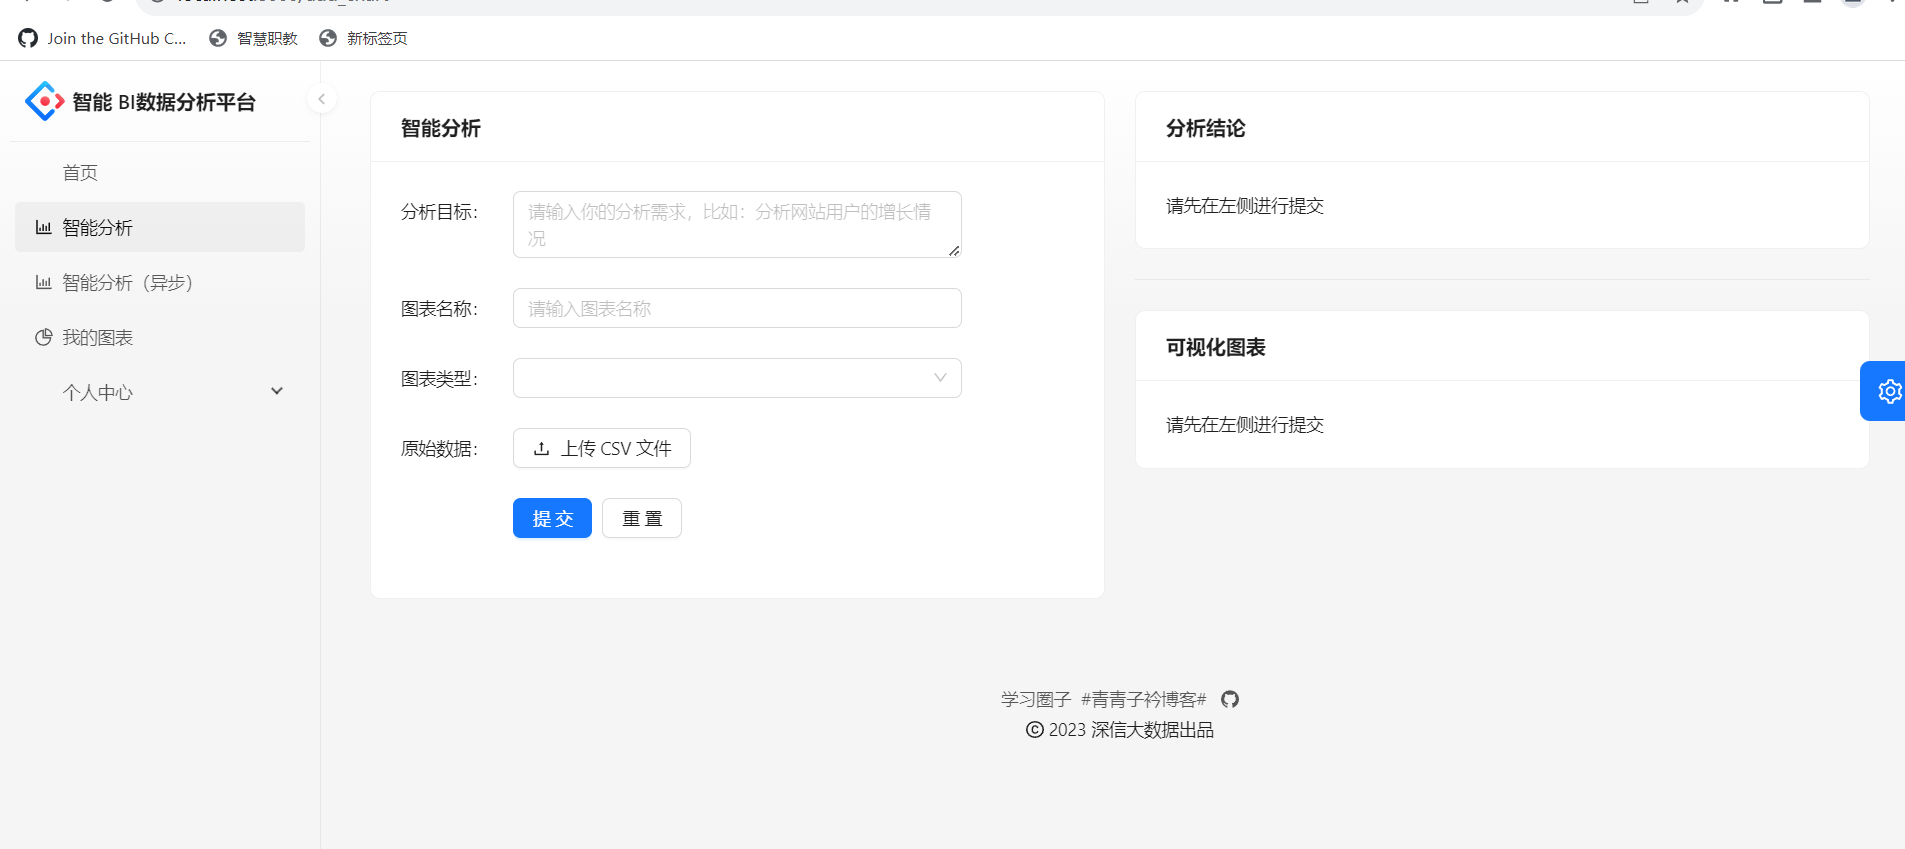 Join the GitHub C...
智慧职教
新标签页
智能 BI数据分析平台
首页
智能分析
智能分析（异步）
我的图表
个人中心
智能分析
分析目标：
请输入你的分析需求，比如：分析网站用户的增长情
况
图表名称：
请输入图表名称
图表类型：
原始数据：
上传 CSV 文件
提 交
重 置
分析结论
请先在左侧进行提交
可视化图表
请先在左侧进行提交
学习圈子 #青青子衿博客#
© 2023 深信大数据出品